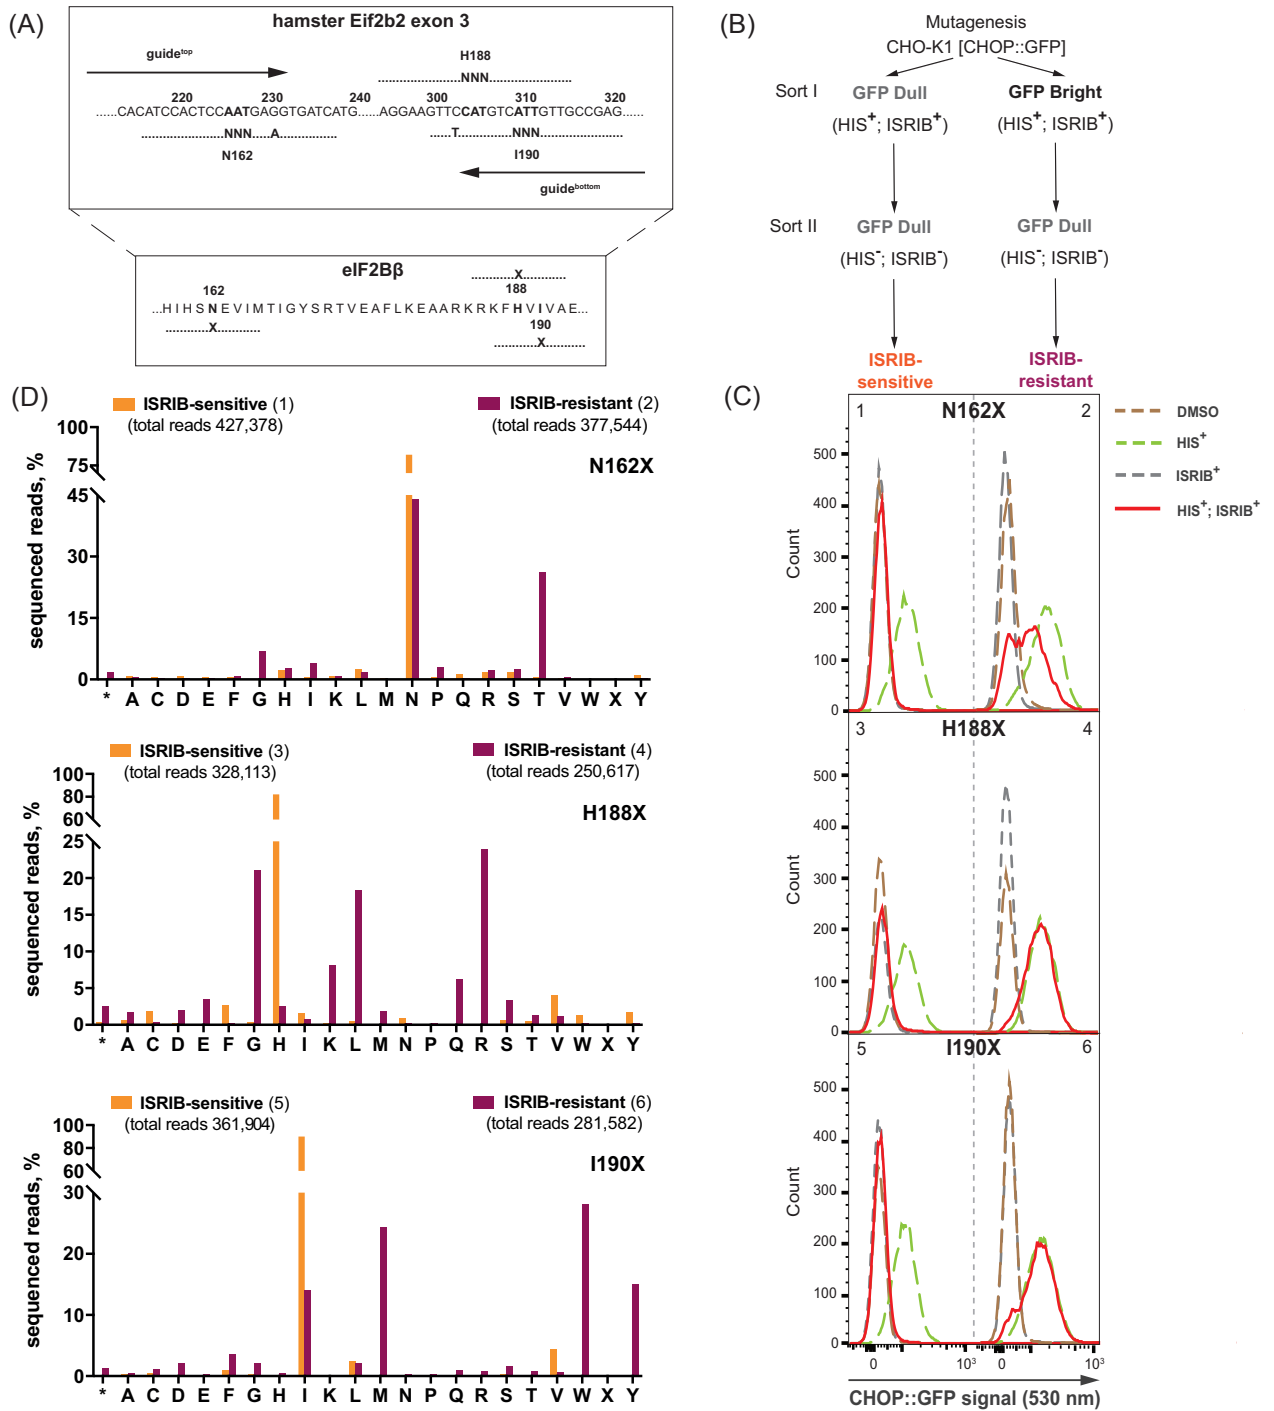 (A)
hamster Eif2b2 exon 3
guide^top
H188
NNN
220 230 240 300 310 320
......CACATCCACTCCAATGAGGTGATCATG......AGGAAGTTCCATGTCATTGTTGCCGAG......
NNN A T NNN
N162 I190
guide^bottom
eIF2Bβ
X
162 188
...H I H S N E V I M T I G Y S R T V E A F L K E A A R K R K F H V I V A E...
X 190
X
(B)
Mutagenesis
CHO-K1 [CHOP::GFP]
Sort I GFP Dull GFP Bright
(HIS+; ISRIB+) (HIS+; ISRIB+)
Sort II GFP Dull GFP Dull
(HIS-; ISRIB-) (HIS-; ISRIB-)
ISRIB-
sensitive
ISRIB-
resistant
(C)
1 N162X 2
DMSO
HIS+
ISRIB+
HIS+; ISRIB+
Count
500
400
300
200
100
0
3 H188X 4
Count
500
400
300
200
100
0
5 I190X 6
Count
500
400
300
200
100
0
0 10³ 0 10³
CHOP::GFP signal (530 nm)
(D)
ISRIB-sensitive (1)
(total reads 427,378)
ISRIB-resistant (2)
(total reads 377,544)
N162X
sequenced reads, %
100
75
45
30
15
0
* A C D E F G H I K L M N P Q R S T V W X Y
ISRIB-sensitive (3)
(total reads 328,113)
ISRIB-resistant (4)
(total reads 250,617)
H188X
sequenced reads, %
100
80
60
25
20
15
10
5
0
* A C D E F G H I K L M N P Q R S T V W X Y
ISRIB-sensitive (5)
(total reads 361,904)
ISRIB-resistant (6)
(total reads 281,582)
I190X
sequenced reads, %
100
80
60
30
20
10
0
* A C D E F G H I K L M N P Q R S T V W X Y